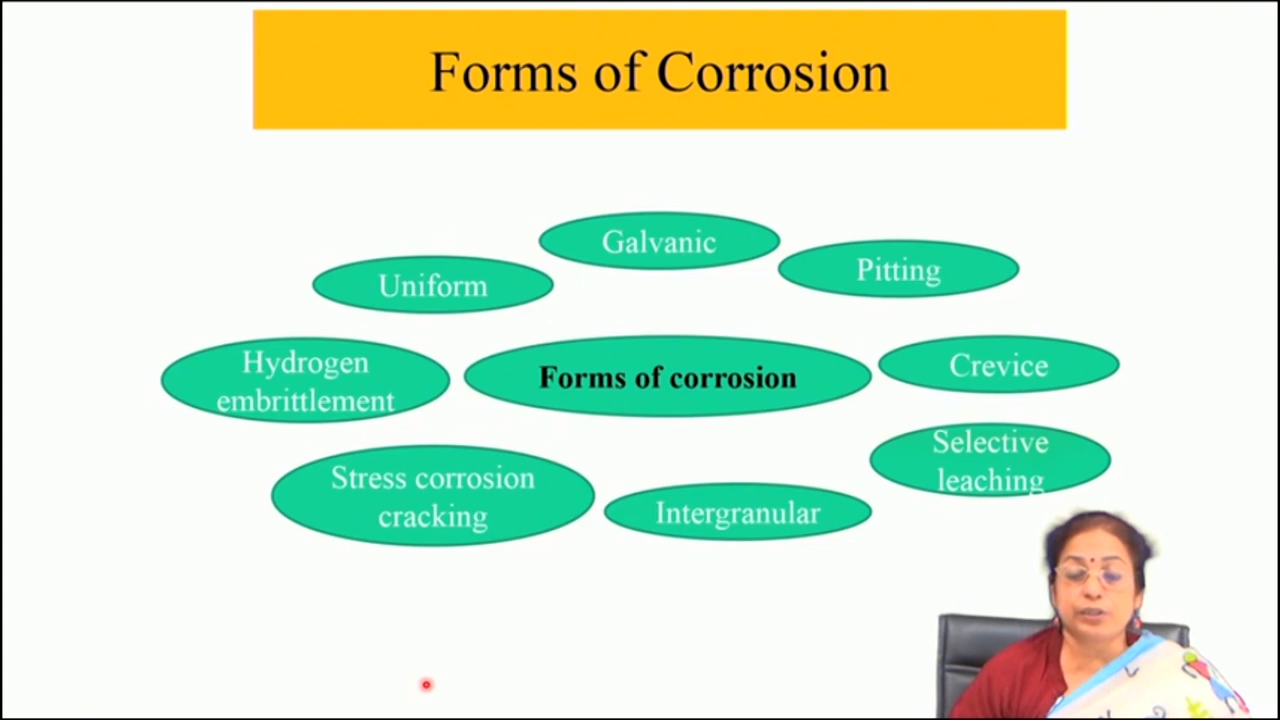 Forms of Corrosion
Galvanic
Pitting
Uniform
Hydrogen
embrittlement
Forms of corrosion
Crevice
Selective
leaching
Stress corrosion
cracking
Intergranular